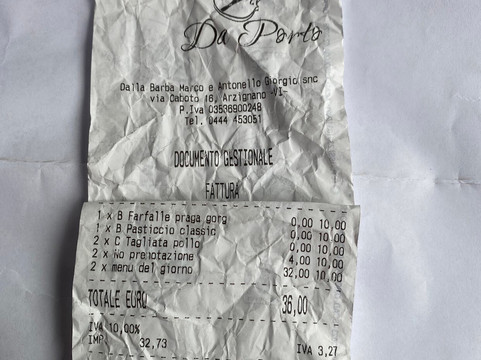 Da Porto
Dalla Barba Marco e Antonello Giorgio snc
via Caboto 16, Arzignano -VI-
P.Iva 03536900248
Tel. 0444 453051
DOCUMENTO GESTIONALE
FATTURA
1 x B Farfalle praga gorg 0,00 10,00
1 x B Pasticcio classic 0,00 10,00
2 x C Tagliata pollo 0,00 10,00
2 x No prenotazione 4,00 10,00
2 x menu del giorno 32,00 10,00
TOTALE EURO 36,00
IVA 10,00%
IMP. 32,73 IVA 3,27